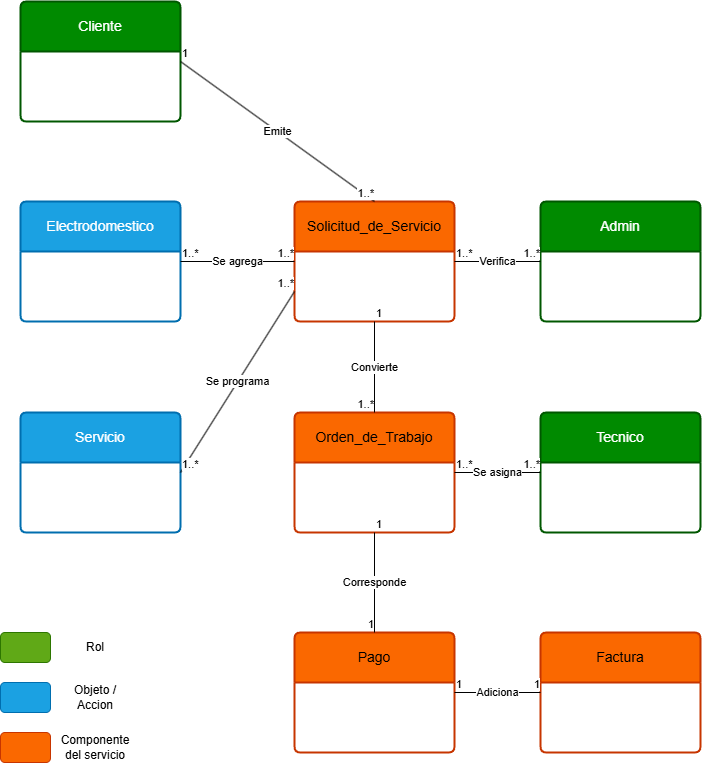 Cliente
1
Emite
1..*
Electrodomestico
Solicitud_de_Servicio
Admin
1..*
Se agrega
1..*
1..*
Verifica
1..*
1..*
1
Convierte
Se programa
1..*
Servicio
Orden_de_Trabajo
Tecnico
1..*
1..*
Se asigna
1..*
1
Corresponde
1
Pago
Factura
1
Adiciona
1
Rol
Objeto /
Accion
Componente
del servicio